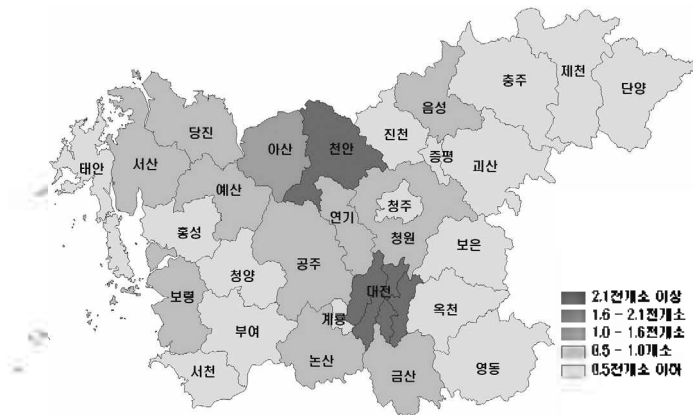 제천
충주
단양
음성
당진
진천
아산
천안
증평
태안
서산
괴산
예산
청주
연기
홍성
청원
보은
청양
공주
보령
대전
계룡
옥천
부여
논산
영동
서천
금산
2.1전개소 이상
1.6 - 2.1전개소
1.0 - 1.6전개소
0.5 - 1.0개소
0.5전개소 이하